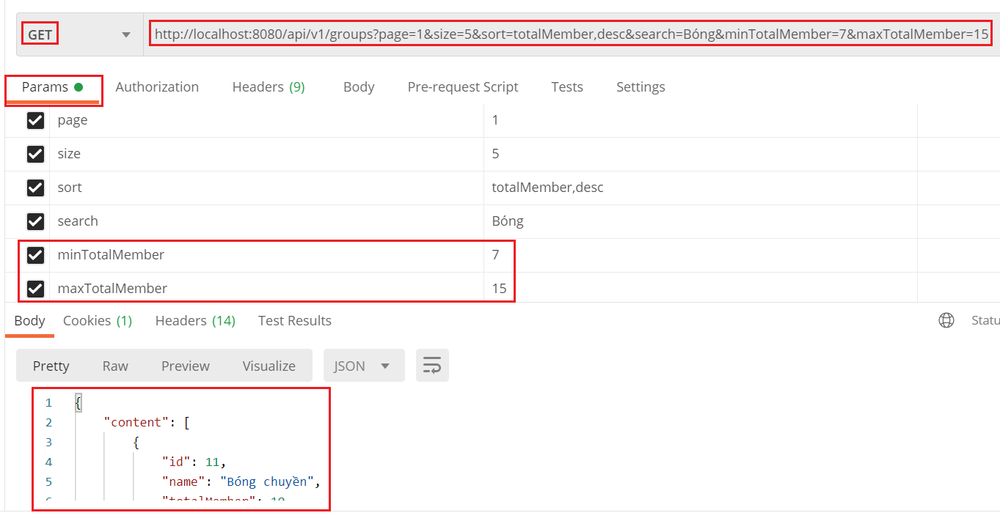 GET http://localhost:8080/api/v1/groups?page=1&size=5&sort=totalMember,desc&search=Bóng&minTotalMember=7&maxTotalMember=15
Params Authorization Headers (9) Body Pre-request Script Tests Settings
page 1
size 5
sort totalMember,desc
search Bóng
minTotalMember 7
maxTotalMember 15
Body Cookies (1) Headers (14) Test Results Statu
Pretty Raw Preview Visualize JSON
1 {
2 "content": [
3 {
4 "id": 11,
5 "name": "Bóng chuyền",
"totalMember":